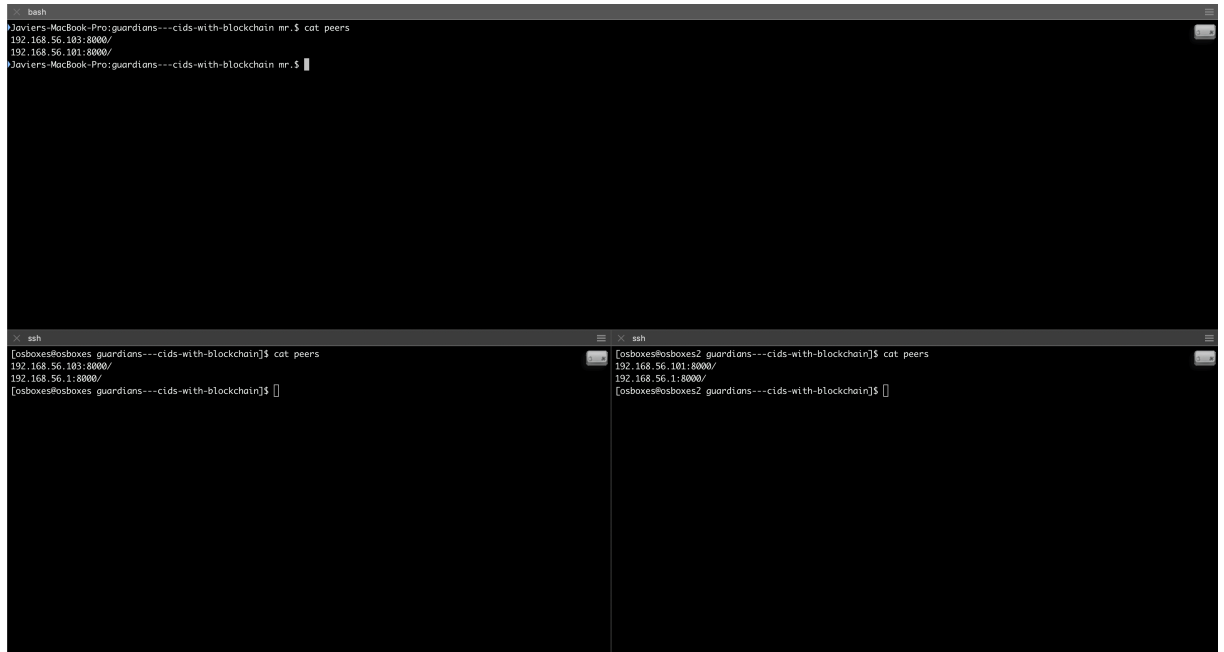 bash
Javiers-MacBook-Pro:guardians---cids-with-blockchain mr.$ cat peers
192.168.56.103:8000/
192.168.56.101:8000/
Javiers-MacBook-Pro:guardians---cids-with-blockchain mr.$
ssh
[osboxes@osboxes guardians---cids-with-blockchain]$ cat peers
192.168.56.103:8000/
192.168.56.1:8000/
[osboxes@osboxes guardians---cids-with-blockchain]$
ssh
[osboxes@osboxes2 guardians---cids-with-blockchain]$ cat peers
192.168.56.101:8000/
192.168.56.1:8000/
[osboxes@osboxes2 guardians---cids-with-blockchain]$